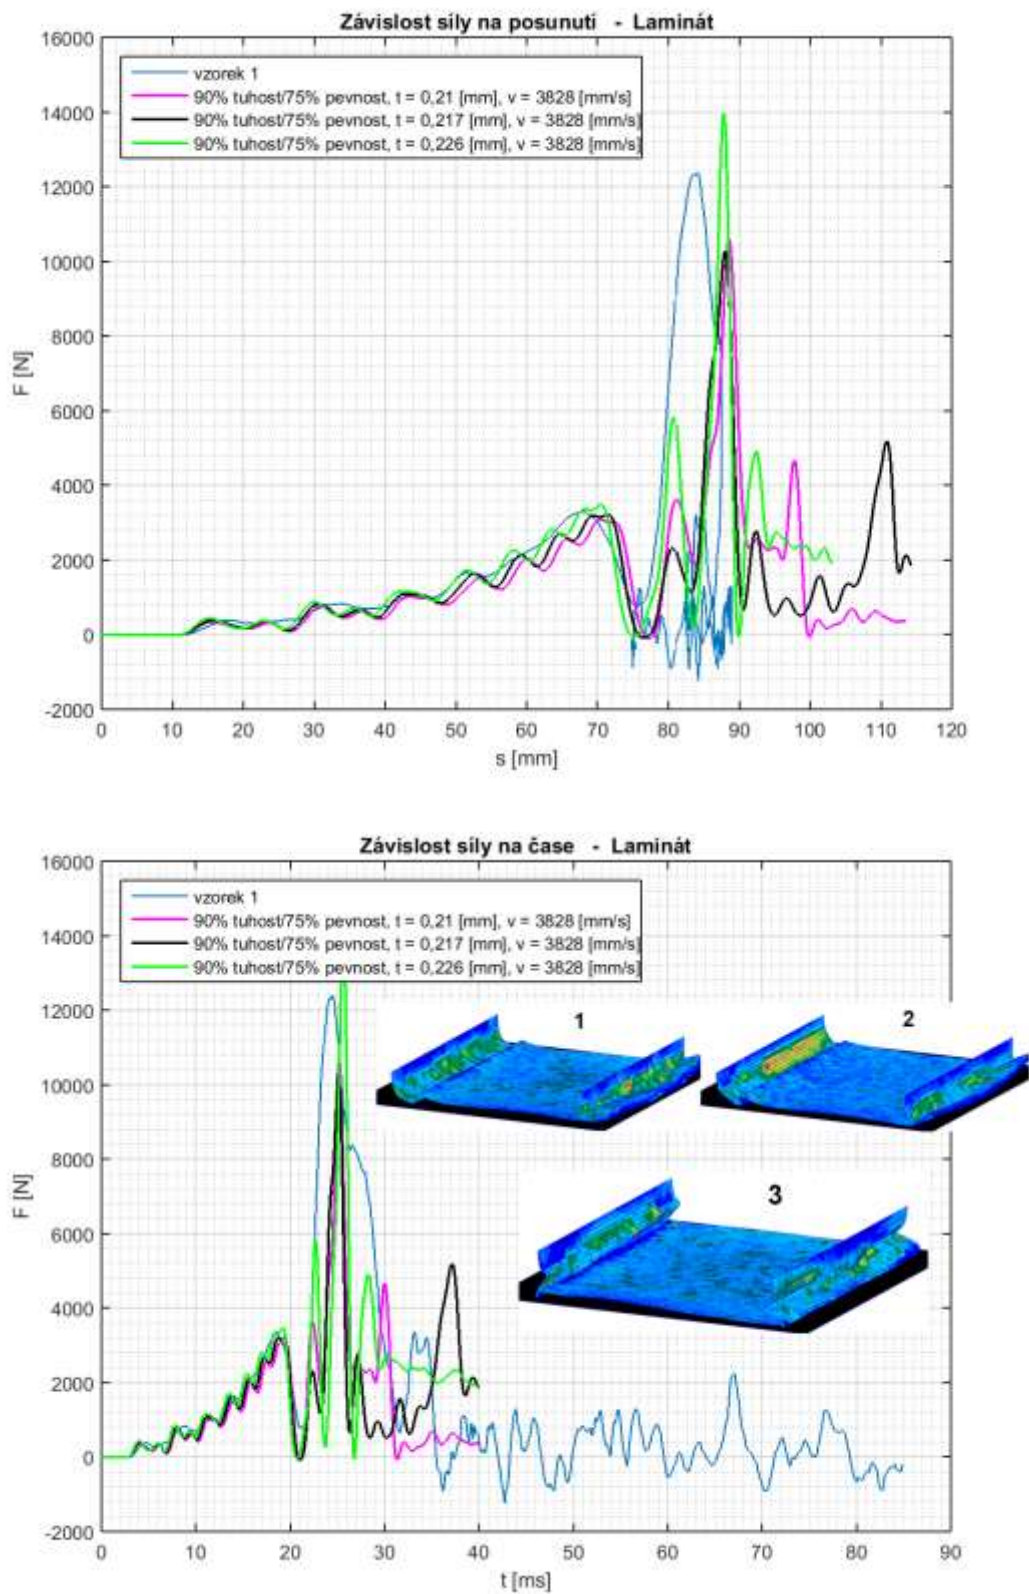 Závislost síly na posunutí - Laminát
16000
14000
12000
10000
8000
6000
4000
2000
0
-2000
F [N]
vzorek 1
90% tuhost/75% pevnost, t = 0,21 [mm], v = 3828 [mm/s]
90% tuhost/75% pevnost, t = 0,217 [mm], v = 3828 [mm/s]
90% tuhost/75% pevnost, t = 0,226 [mm], v = 3828 [mm/s]
0 10 20 30 40 50 60 70 80 90 100 110 120
s [mm]
Závislost síly na čase - Laminát
16000
14000
12000
10000
8000
6000
4000
2000
0
-2000
F [N]
vzorek 1
90% tuhost/75% pevnost, t = 0,21 [mm], v = 3828 [mm/s]
90% tuhost/75% pevnost, t = 0,217 [mm], v = 3828 [mm/s]
90% tuhost/75% pevnost, t = 0,226 [mm], v = 3828 [mm/s]
1 2
3
0 10 20 30 40 50 60 70 80 90
t [ms]